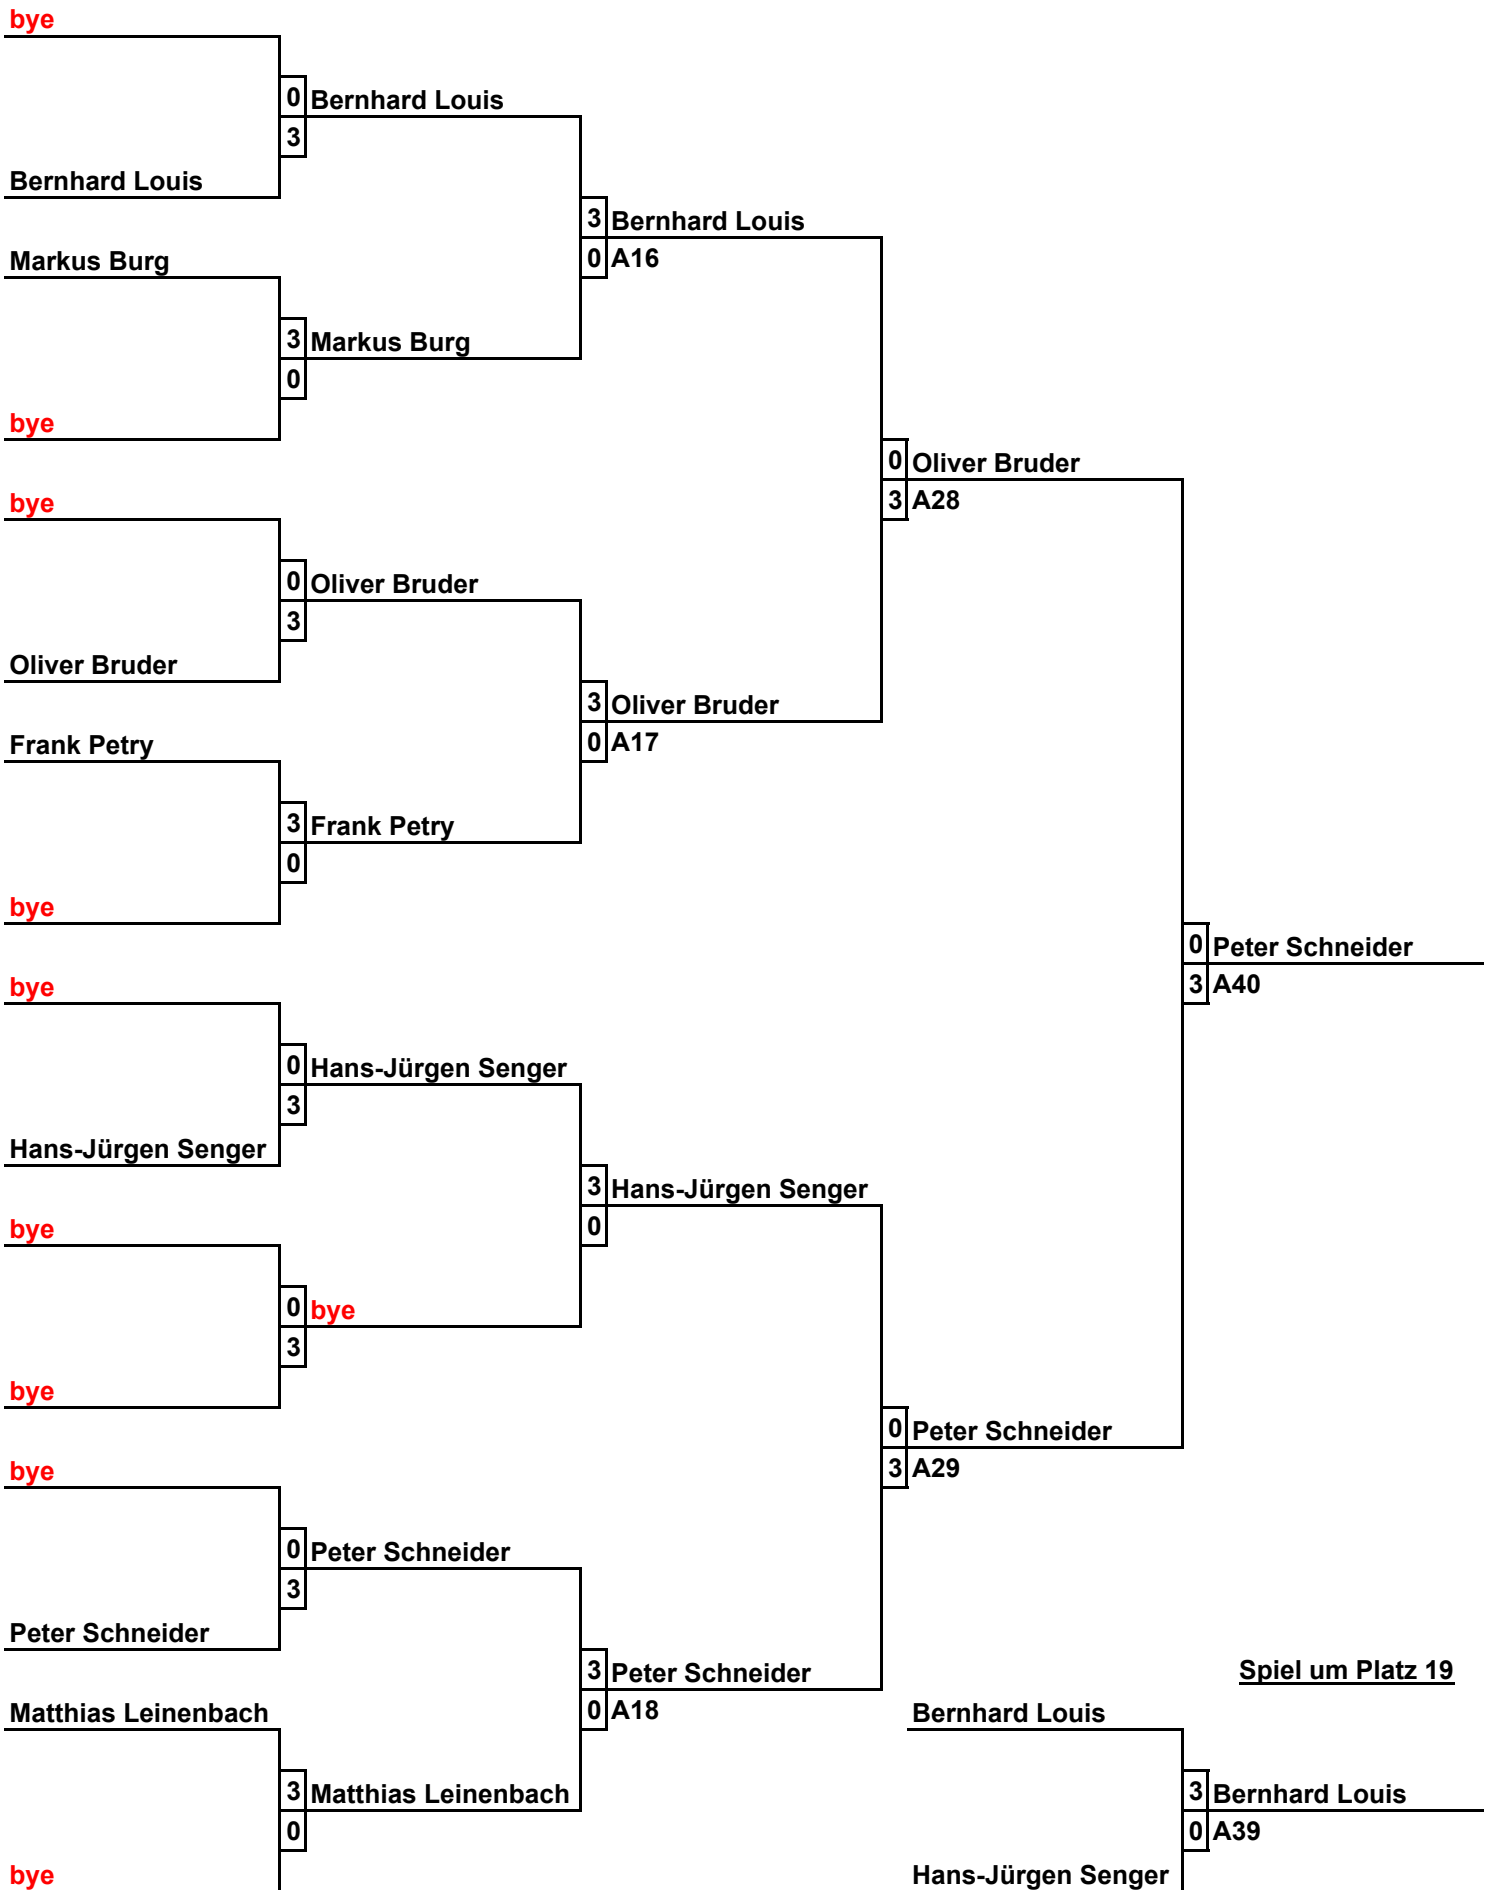 bye
0 Bernhard Louis
3
Bernhard Louis
3 Bernhard Louis
Markus Burg
0 A16
3 Markus Burg
0
bye
0 Oliver Bruder
bye
3 A28
0 Oliver Bruder
3
Oliver Bruder
3 Oliver Bruder
Frank Petry
0 A17
3 Frank Petry
0
bye
0 Peter Schneider
bye
3 A40
0 Hans-Jürgen Senger
3
Hans-Jürgen Senger
3 Hans-Jürgen Senger
bye
0
0 bye
3
bye
0 Peter Schneider
bye
3 A29
0 Peter Schneider
3
Peter Schneider
3 Peter Schneider
Spiel um Platz 19
Matthias Leinenbach
0 A18
Bernhard Louis
3 Matthias Leinenbach
3 Bernhard Louis
0
0 A39
bye
Hans-Jürgen Senger